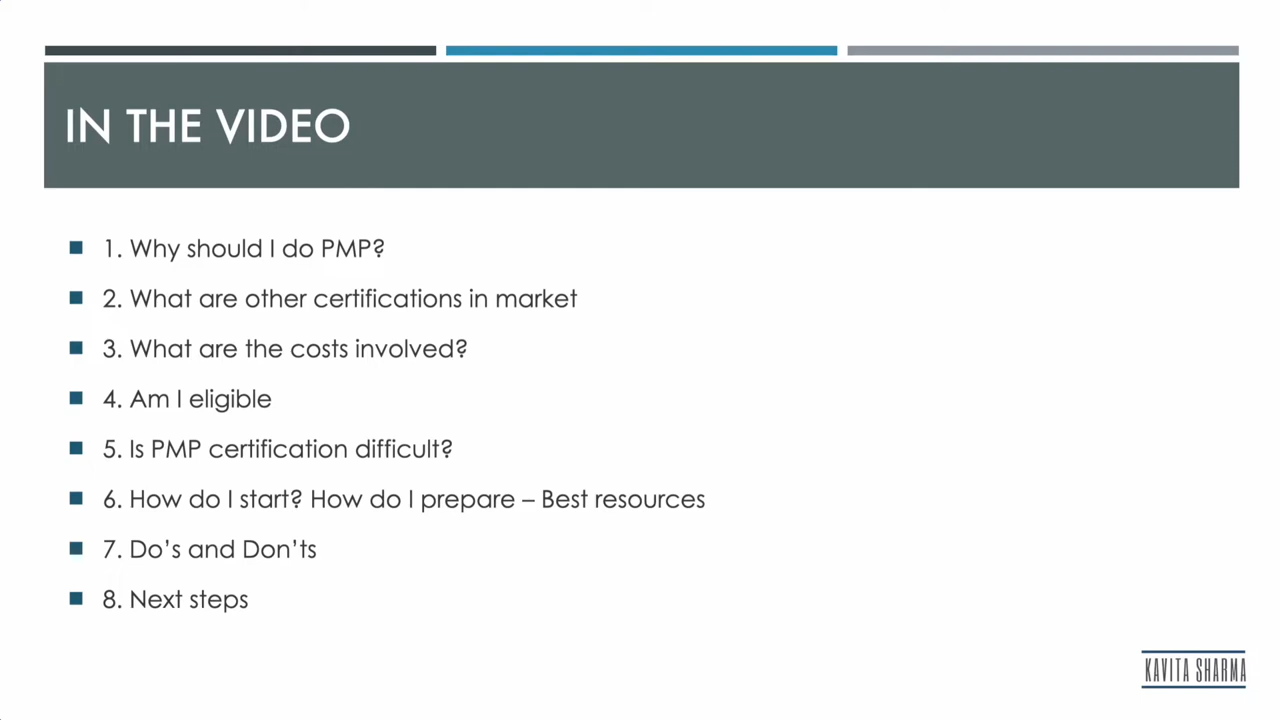 IN THE VIDEO
1. Why should I do PMP?
2. What are other certifications in market
3. What are the costs involved?
4. Am I eligible
5. Is PMP certification difficult?
6. How do I start? How do I prepare – Best resources
7. Do’s and Don’ts
8. Next steps
KAVITA SHARMA